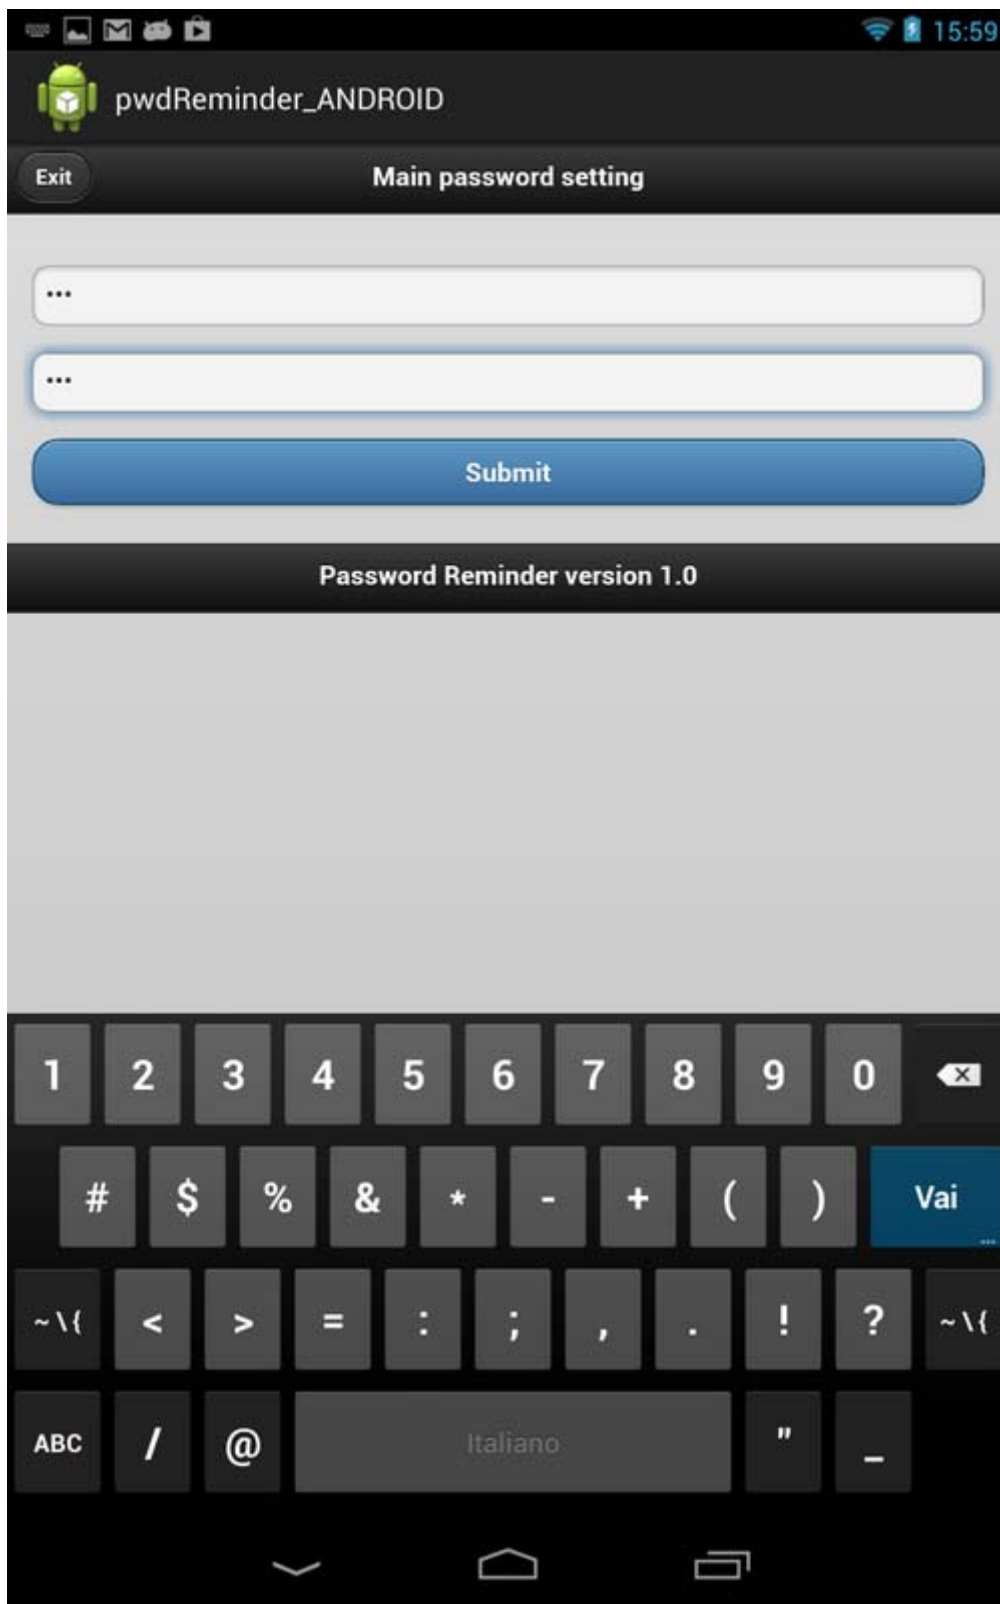 15:59
pwdReminder_ANDROID
Exit Main password setting
•••
•••
Submit
Password Reminder version 1.0
1 2 3 4 5 6 7 8 9 0
# $ % & * - + ( ) Vai
...
~ \ { < > = : ; , . ! ? ~ \ {
ABC / @ Italiano " _